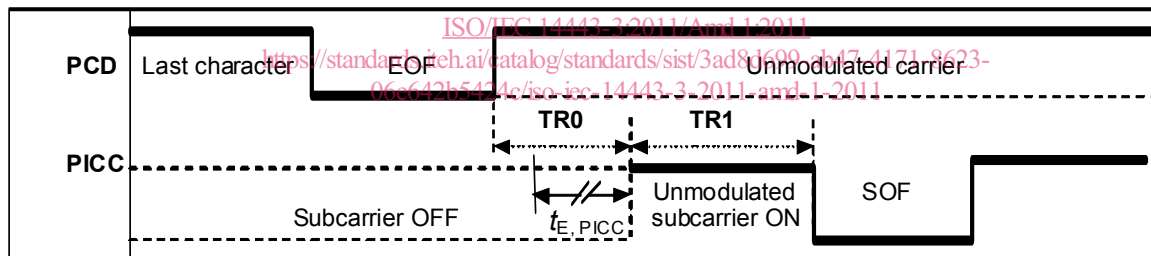 ISO/IEC 14443-3:2011/Amd 1:2011
https://standards.iteh.ai/catalog/standards/sist/3ad8d699-ab47-4171-8623-
06e642b5424c/iso-iec-14443-3-2011-amd-1-2011
PCD
Last character
EOF
Unmodulated carrier
TR0
TR1
PICC
Subcarrier OFF
tE, PICC
Unmodulated
subcarrier ON
SOF